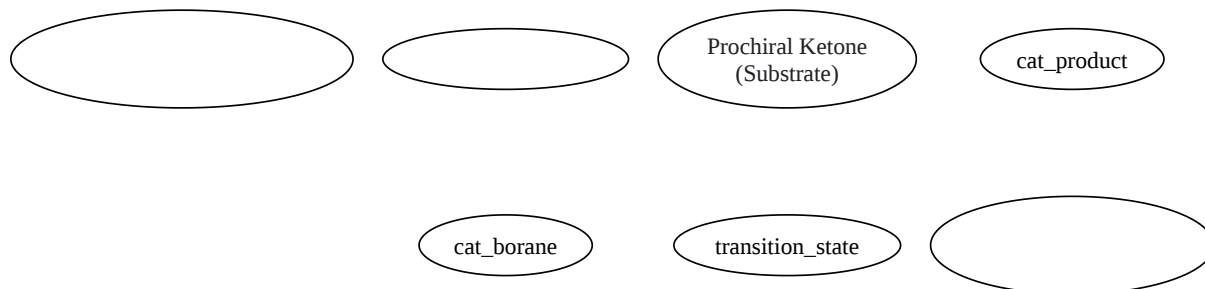 Prochiral Ketone
(Substrate)
cat_product
cat_borane
transition_state